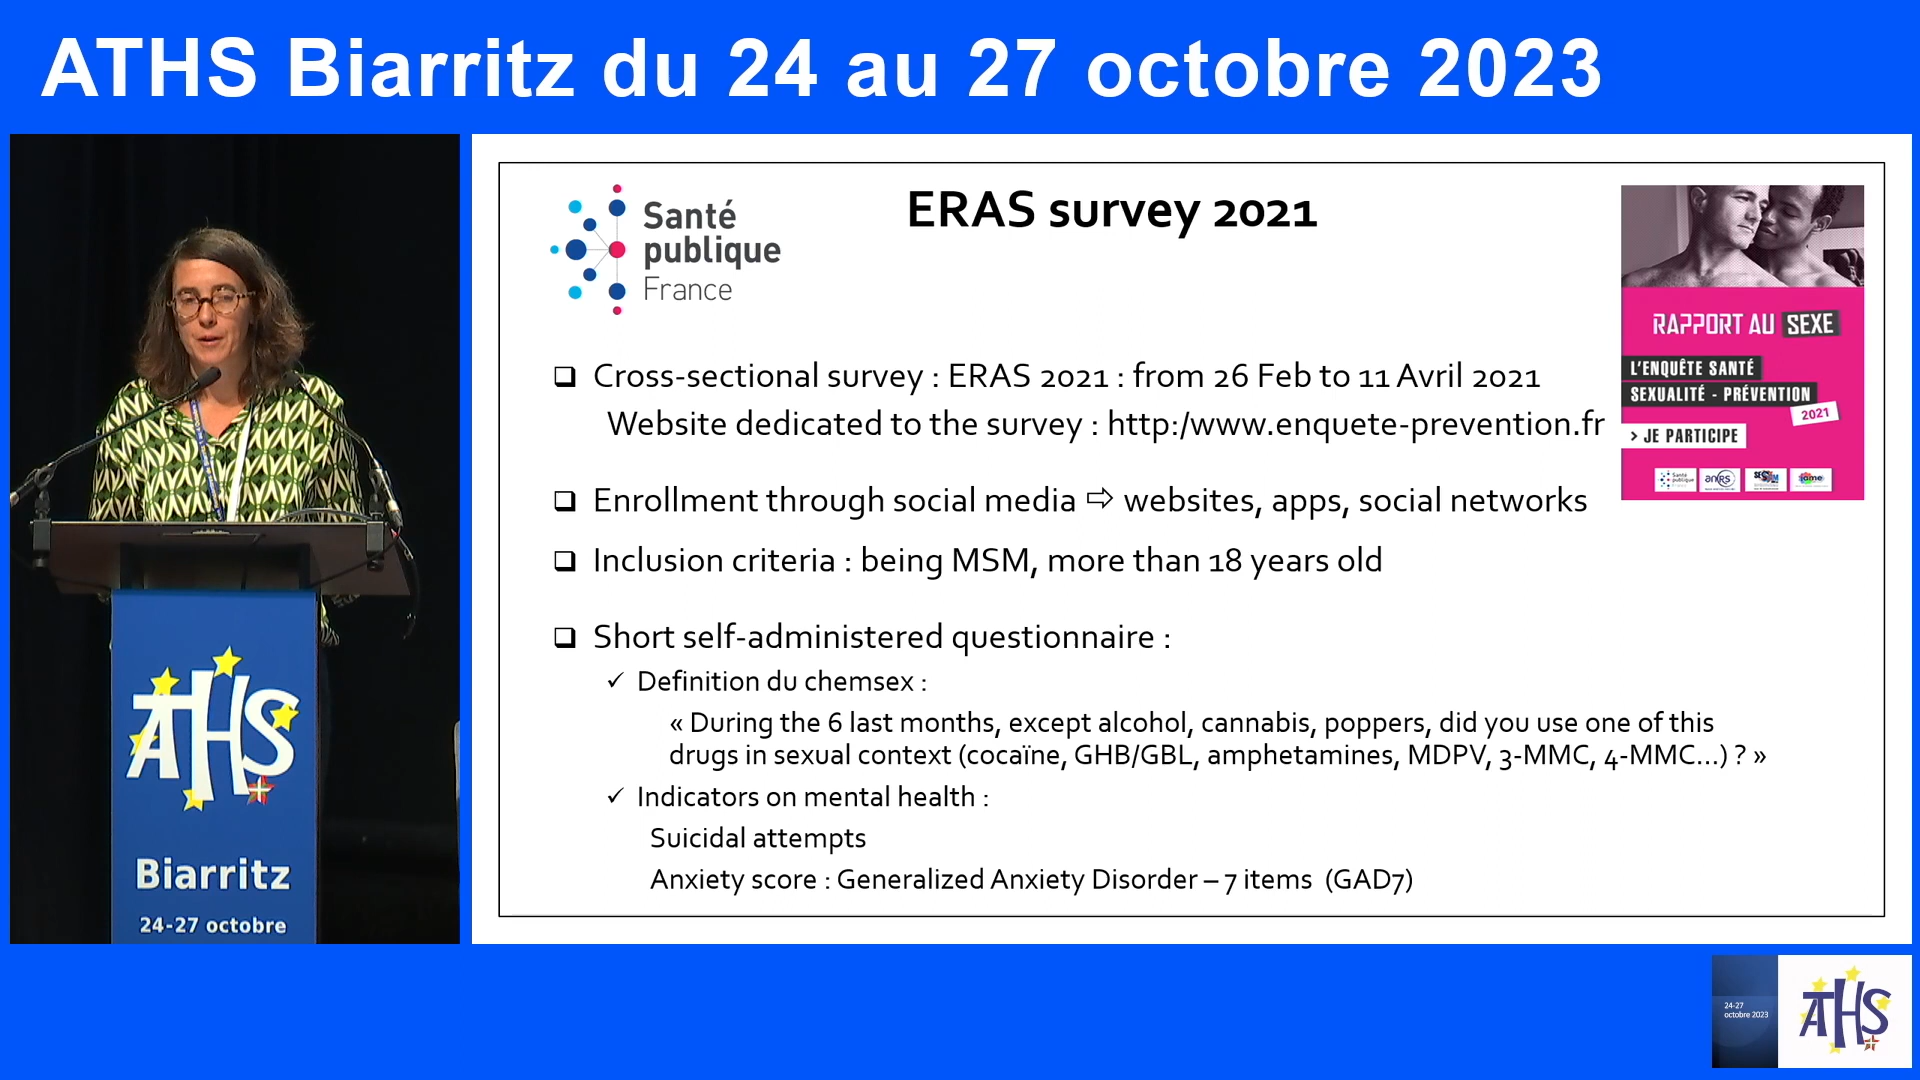 ATHS Biarritz du 24 au 27 octobre 2023
Santé
publique
France
ERAS survey 2021
Cross-sectional survey : ERAS 2021 : from 26 Feb to 11 Avril 2021
Website dedicated to the survey : http:/www.enquete-prevention.fr
Enrollment through social media ⇨ websites, apps, social networks
Inclusion criteria : being MSM, more than 18 years old
Short self-administered questionnaire :
✓ Definition du chemsex :
« During the 6 last months, except alcohol, cannabis, poppers, did you use one of this
drugs in sexual context (cocaïne, GHB/GBL, amphetamines, MDPV, 3-MMC, 4-MMC...) ? »
✓ Indicators on mental health :
Suicidal attempts
Anxiety score : Generalized Anxiety Disorder – 7 items (GAD7)
RAPPORT AU SEXE
L'ENQUÊTE SANTÉ
SEXUALITÉ - PRÉVENTION
2021
> JE PARTICIPE
Santé
publique
anRS
ATHS
Biarritz
24-27 octobre
24-27
octobre 2023
ATHS